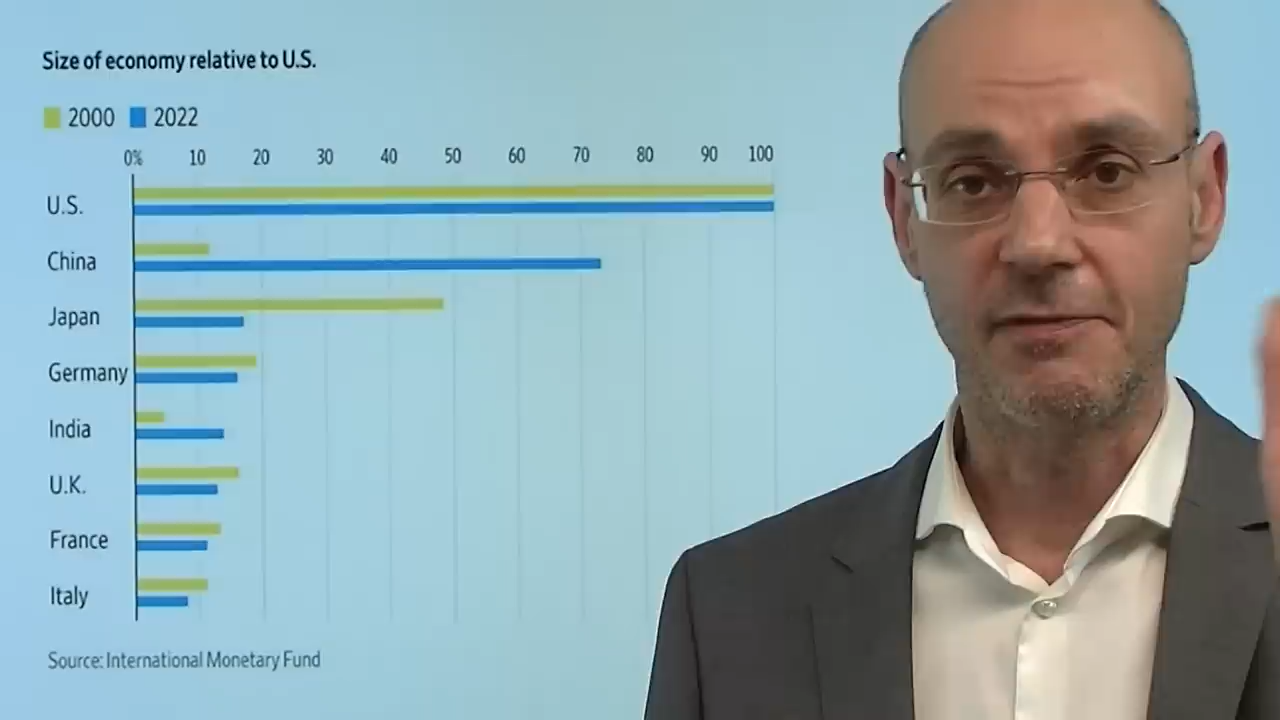 Size of economy relative to U.S.
2000 2022
0% 10 20 30 40 50 60 70 80 90 100
U.S.
China
Japan
Germany
India
U.K.
France
Italy
Source: International Monetary Fund